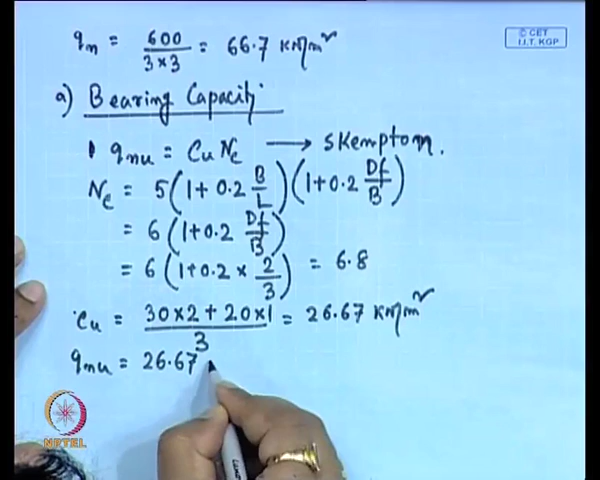 qn = 600 / 3×3 = 66.7 KN/m²
© CET
I.I.T. KGP
a) Bearing Capacity
qnu = Cu Nc → Skempton.
Nc = 5(1+0.2 B/L)(1+0.2 Df/B)
= 6(1+0.2 Df/B)
= 6(1+0.2 × 2/3) = 6.8
Cu = 30×2 + 20×1 / 3 = 26.67 KN/m²
qnu = 26.67
NPTEL